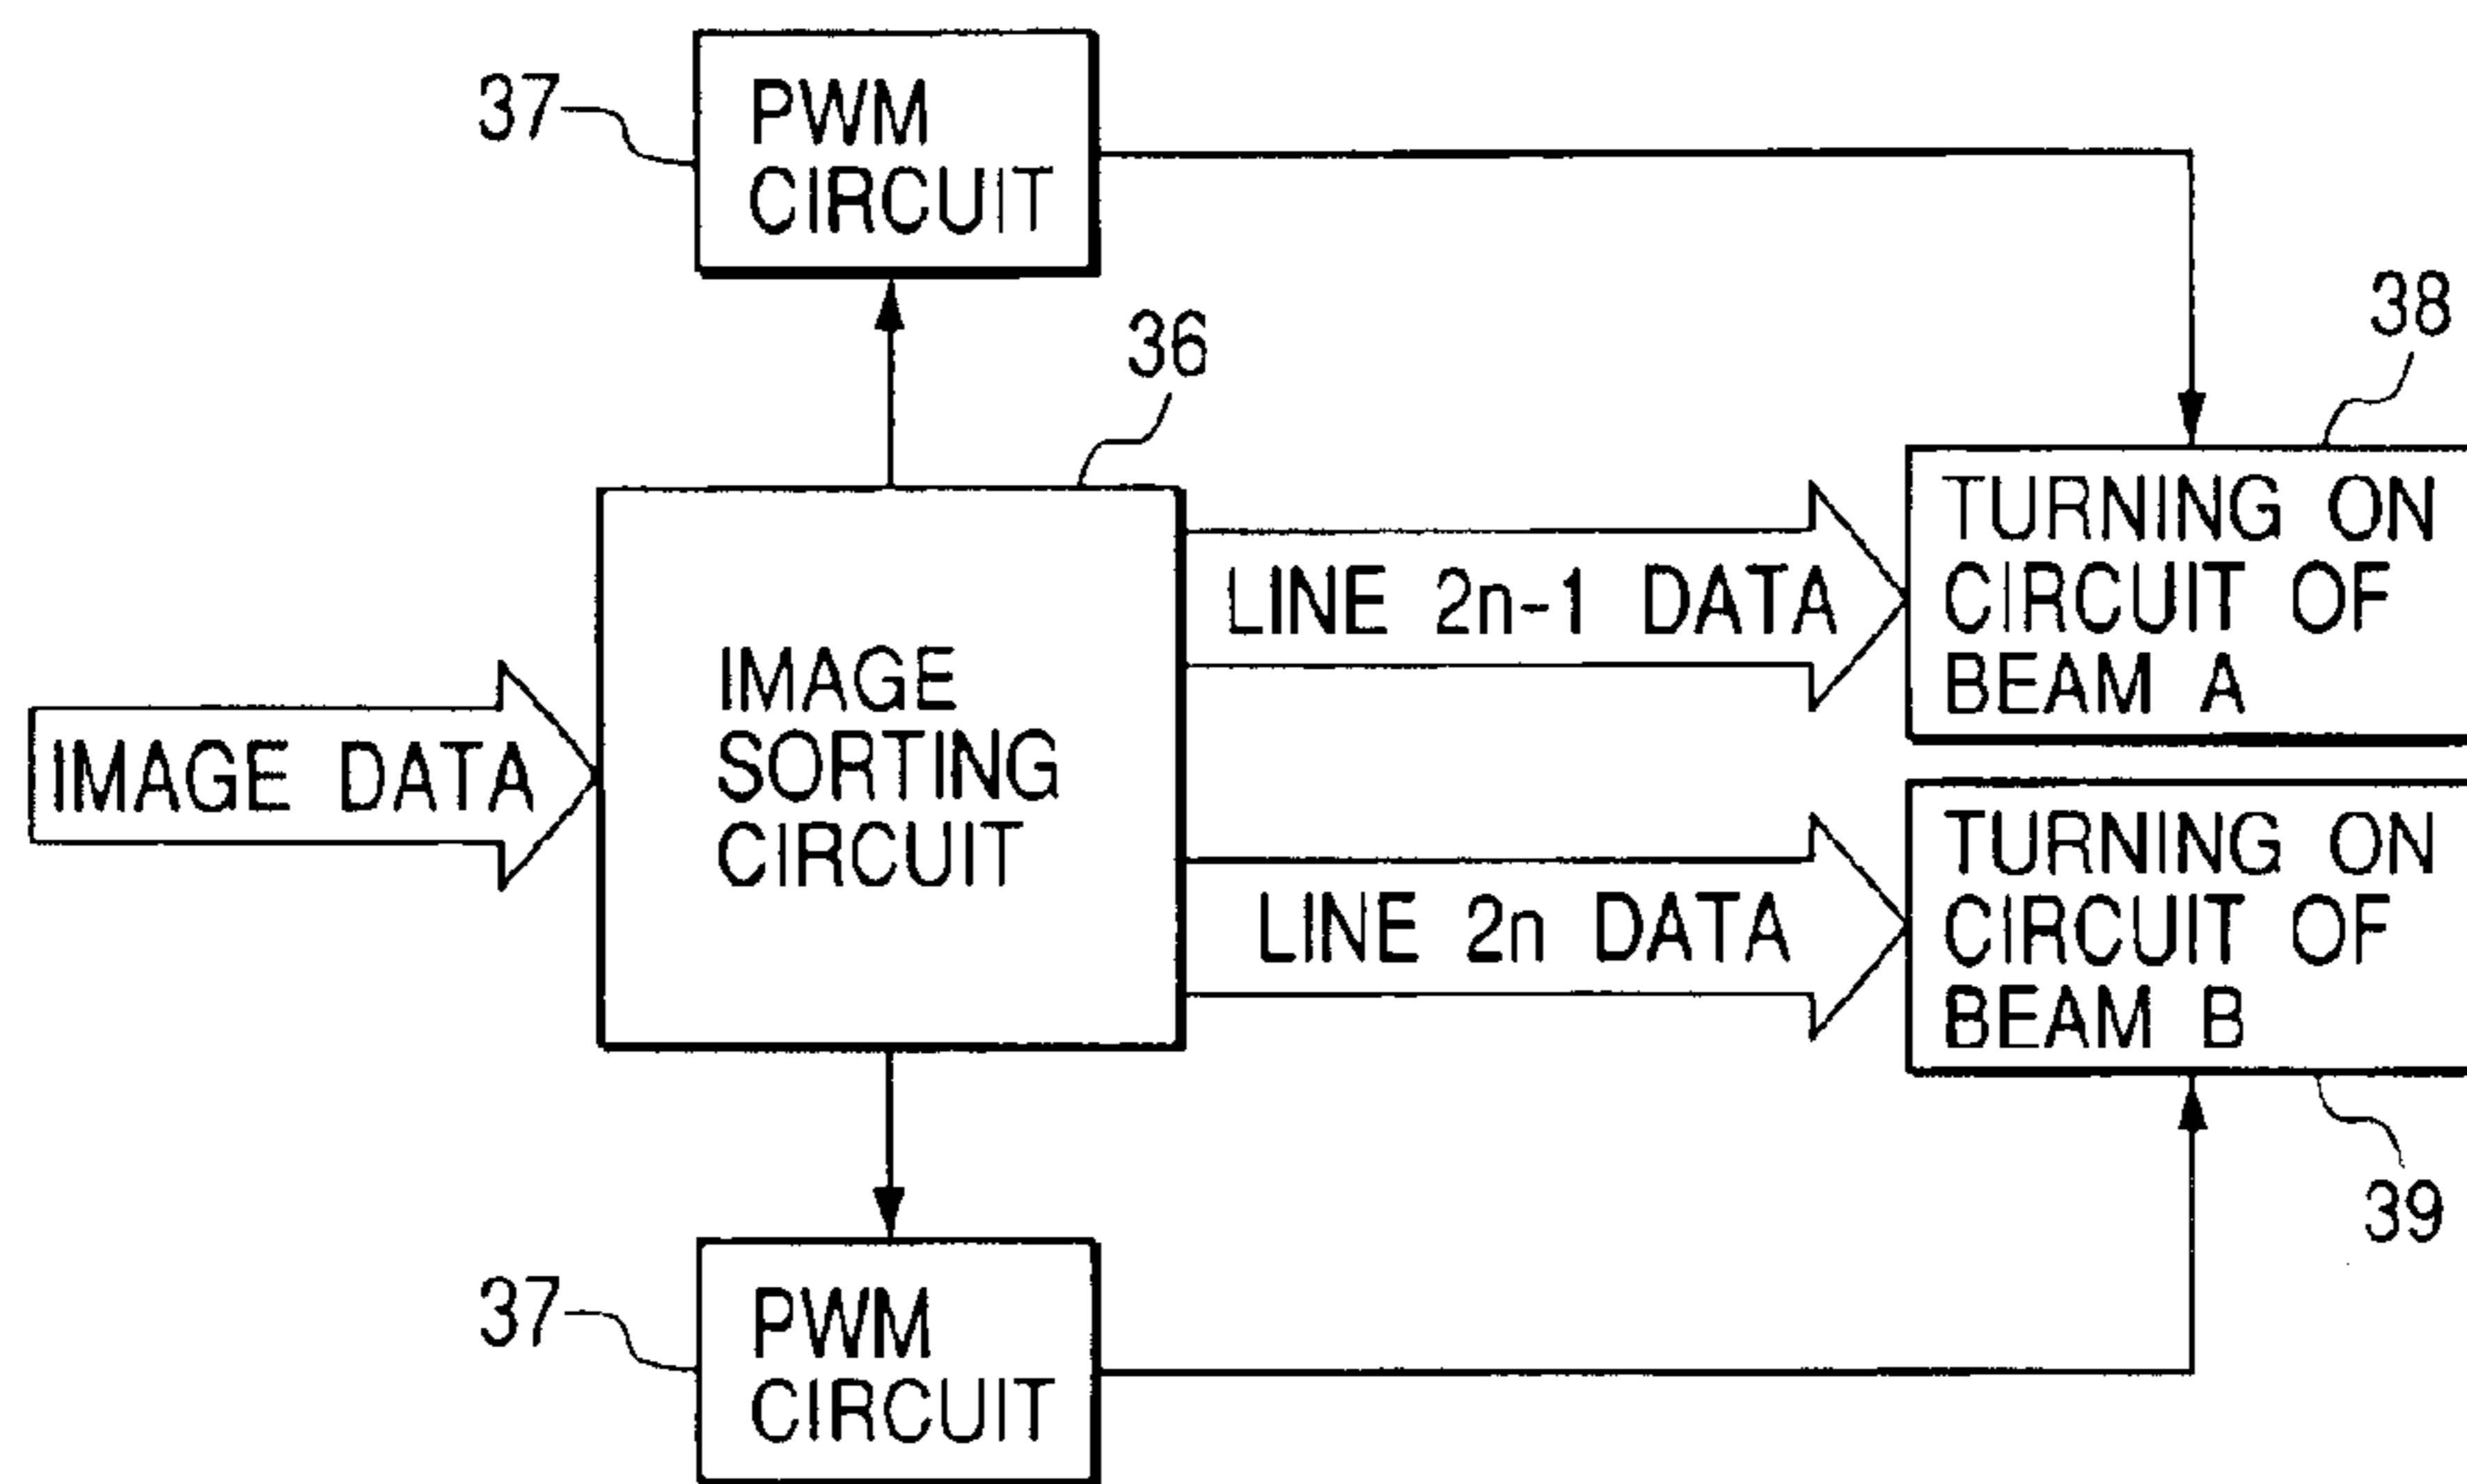 37
PWM
CIRCUIT
36
38
IMAGE DATA
IMAGE
SORTING
CIRCUIT
LINE 2n-1 DATA
TURNING ON
CIRCUIT OF
BEAM A
LINE 2n DATA
TURNING ON
CIRCUIT OF
BEAM B
39
37
PWM
CIRCUIT